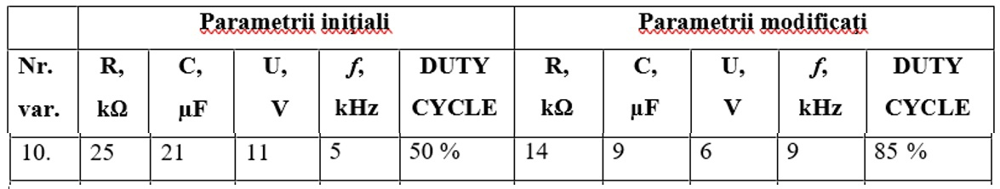 Parametrii inițiali Parametrii modificați
Nr. var. R, kΩ C, µF U, V f, kHz DUTY CYCLE R, kΩ C, µF U, V f, kHz DUTY CYCLE
10. 25 21 11 5 50 % 14 9 6 9 85 %